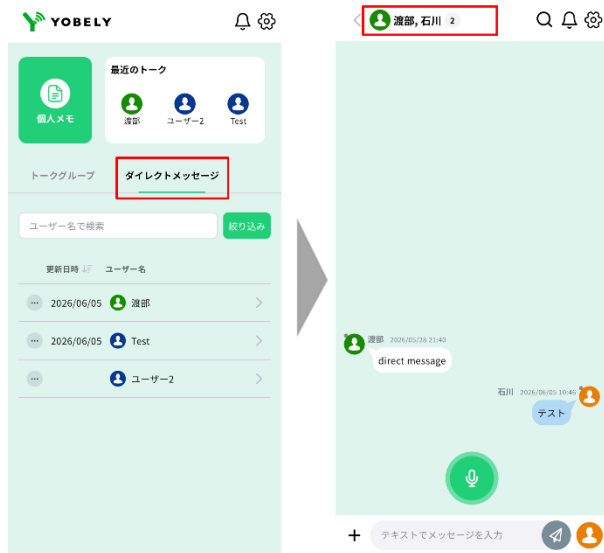 YOBELY
個人メモ
最近のトーク
渡部
ユーザー2
Test
トークグループ
ダイレクトメッセージ
ユーザー名で検索
絞り込み
更新日時
ユーザー名
2026/06/05 渡部
2026/06/05 Test
ユーザー2
渡部, 石川 2
渡部 2026/05/28 21:40
direct message
石川 2026/06/05 10:46
テスト
テキストでメッセージを入力